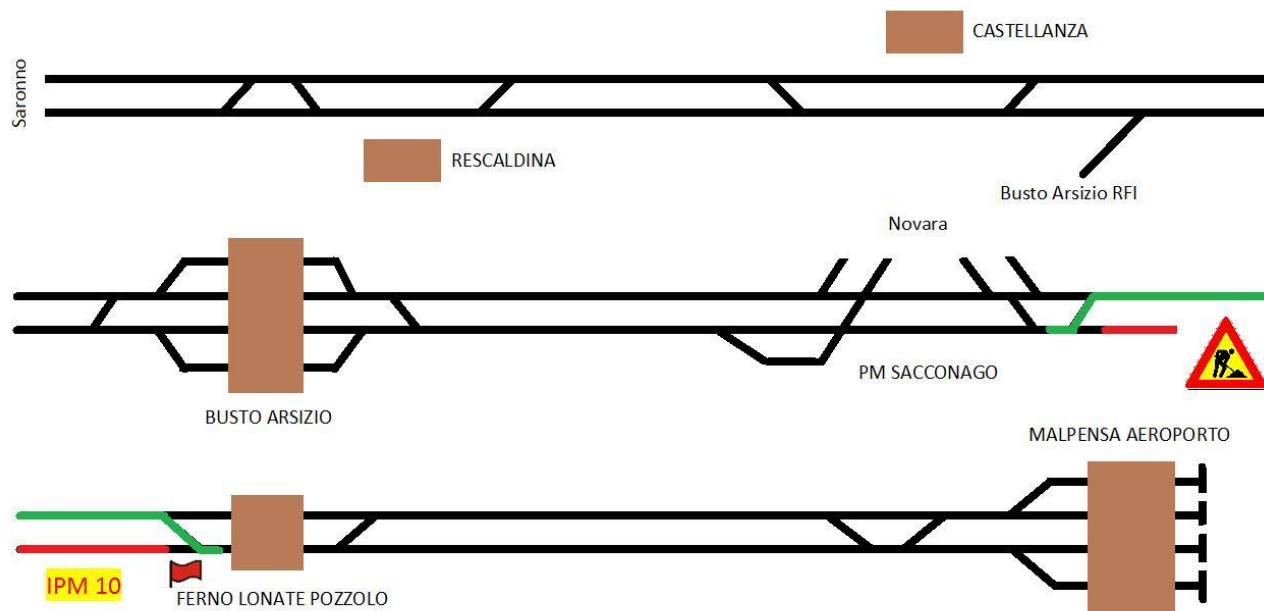 CASTELLANZA
Saronno
RESCALDINA
Busto Arsizio RFI
Novara
PM SACCONAGO
BUSTO ARSIZIO
MALPENSA AEROPORTO
IPM 10
FERNO LONATE POZZOLO